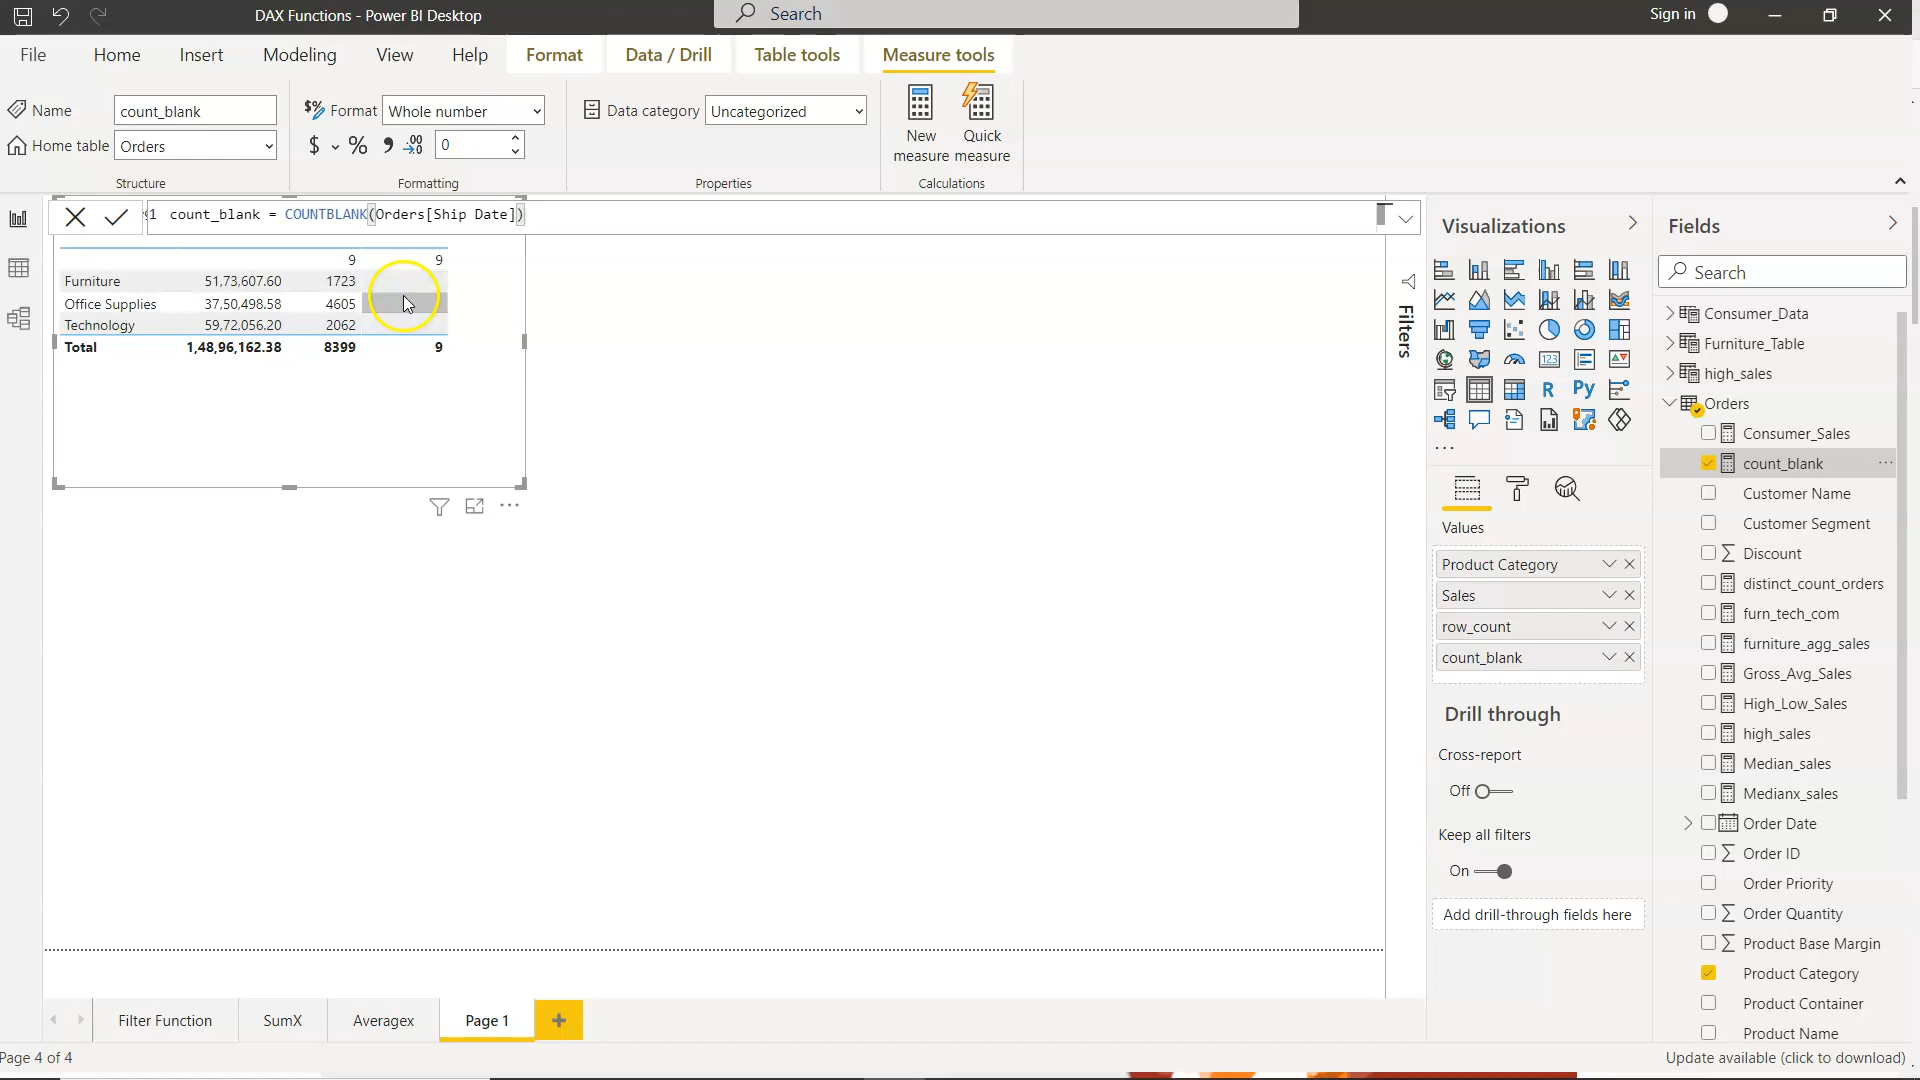 DAX Functions - Power BI Desktop
Search
Sign in
File
Home
Insert
Modeling
View
Help
Format
Data / Drill
Table tools
Measure tools
Name
count_blank
Home table
Orders
Structure
Format
Whole number
$
%
0
Formatting
Data category
Uncategorized
Properties
New measure
Quick measure
Calculations
1 count_blank = COUNTBLANK(Orders[Ship Date])
9 9
Furniture 51,73,607.60 1723
Office Supplies 37,50,498.58 4605
Technology 59,72,056.20 2062
Total 1,48,96,162.38 8399 9
Filters
Visualizations
123
R
Py
...
Values
Product Category
Sales
row_count
count_blank
Drill through
Cross-report
Off
Keep all filters
On
Add drill-through fields here
Fields
Search
Consumer_Data
Furniture_Table
high_sales
Orders
Consumer_Sales
count_blank
Customer Name
Customer Segment
Discount
distinct_count_orders
furn_tech_com
furniture_agg_sales
Gross_Avg_Sales
High_Low_Sales
high_sales
Median_sales
Medianx_sales
Order Date
Order ID
Order Priority
Order Quantity
Product Base Margin
Product Category
Product Container
Product Name
Filter Function
SumX
Averagex
Page 1
Page 4 of 4
Update available (click to download)